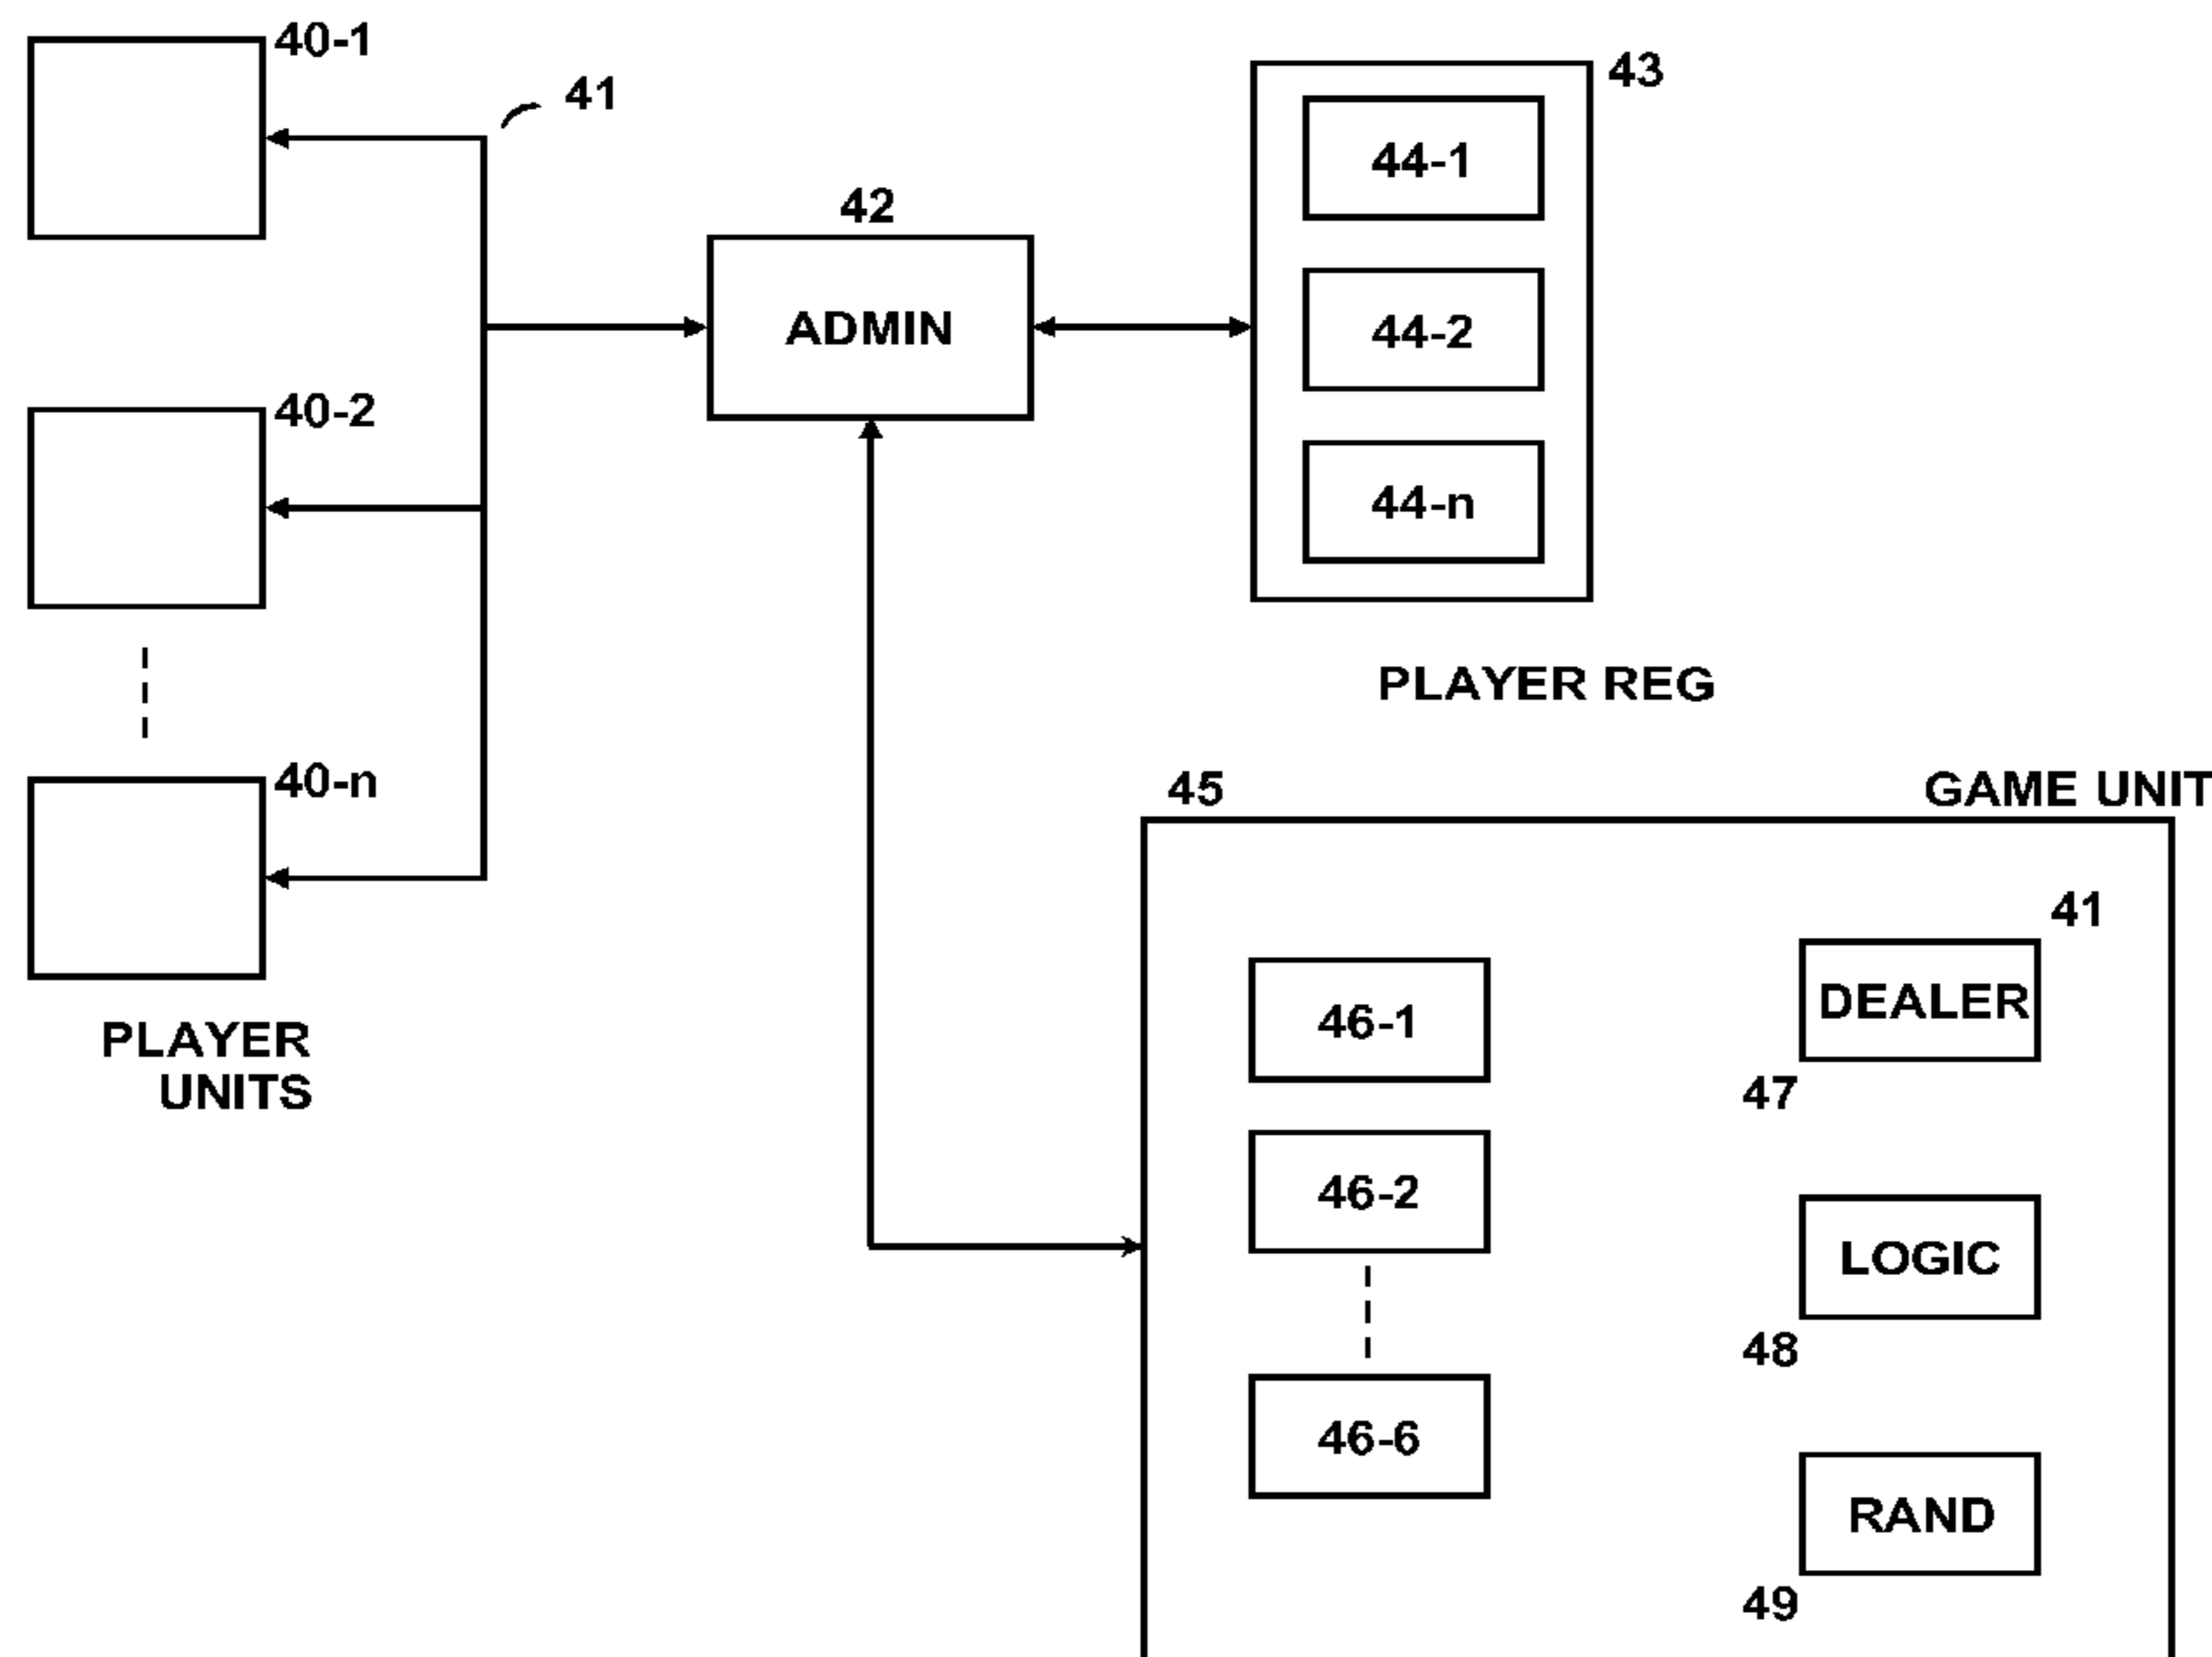 40-1
41
43
44-1
42
ADMIN
44-2
40-2
44-n
PLAYER REG
40-n
45
GAME UNIT
41
46-1
DEALER
PLAYER
UNITS
47
46-2
LOGIC
48
46-6
RAND
49